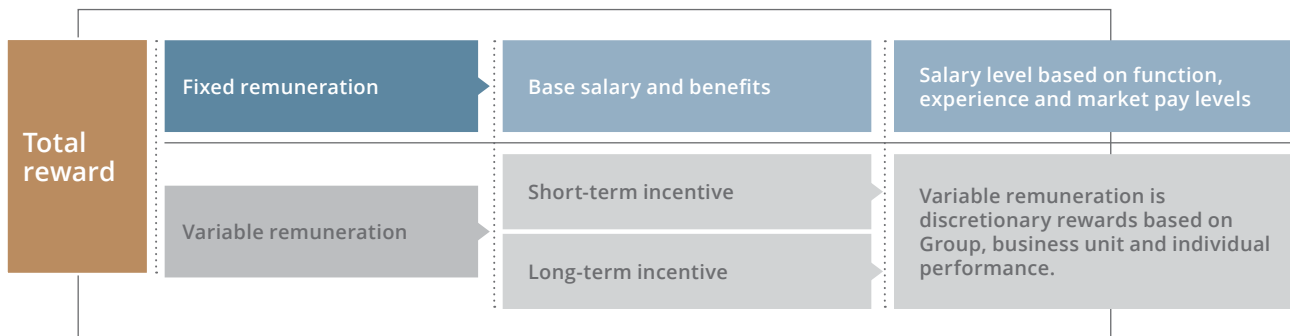 Total
reward
Fixed remuneration
Base salary and benefits
Salary level based on function,
experience and market pay levels
Variable remuneration
Short-term incentive
Long-term incentive
Variable remuneration is
discretionary rewards based on
Group, business unit and individual
performance.